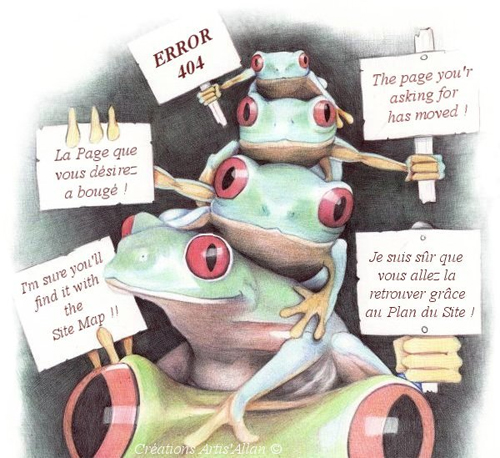 ERROR
404
The page you'r
asking for
has moved !
La Page que
vous désirez
a bougé !
I'm sure you'll
find it with
the
Site Map !!
Je suis sûr que
vous allez la
retrouver grâce
au Plan du Site !
Créations Artis'Allan ©